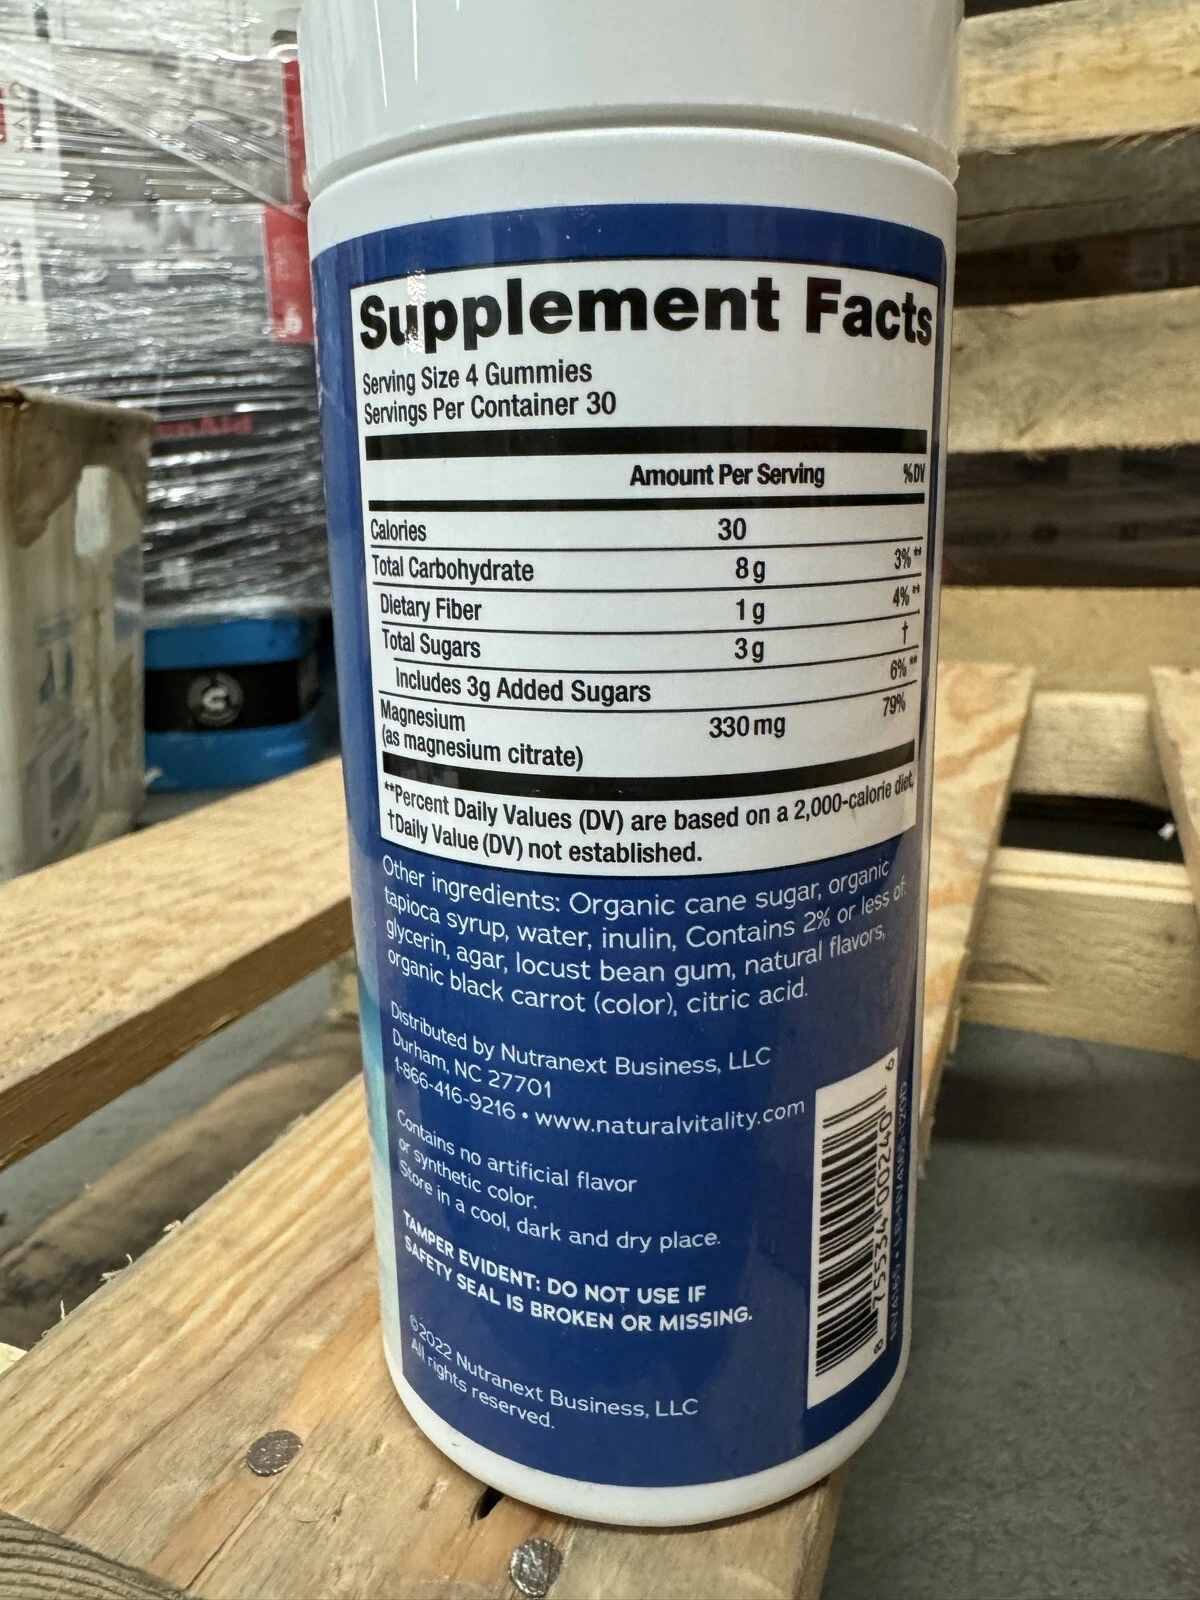 Supplement Facts
Serving Size 4 Gummies
Servings Per Container 30
Amount Per Serving %DV
Calories 30
Total Carbohydrate 8g 3%**
Dietary Fiber 1g 4%**
Total Sugars 3g †
Includes 3g Added Sugars 6%**
Magnesium 330mg 79%
(as magnesium citrate)
**Percent Daily Values (DV) are based on a 2,000-calorie diet.
†Daily Value (DV) not established.
Other ingredients: Organic cane sugar, organic
tapioca syrup, water, inulin, Contains 2% or less of:
glycerin, agar, locust bean gum, natural flavors,
organic black carrot (color), citric acid.
Distributed by Nutranext Business, LLC
Durham, NC 27701
1-866-416-9216 • www.naturalvitality.com
Contains no artificial flavor
or synthetic color.
Store in a cool, dark and dry place.
TAMPER EVIDENT: DO NOT USE IF
SAFETY SEAL IS BROKEN OR MISSING.
©2022 Nutranext Business, LLC
All rights reserved.
8 75534 00240 6